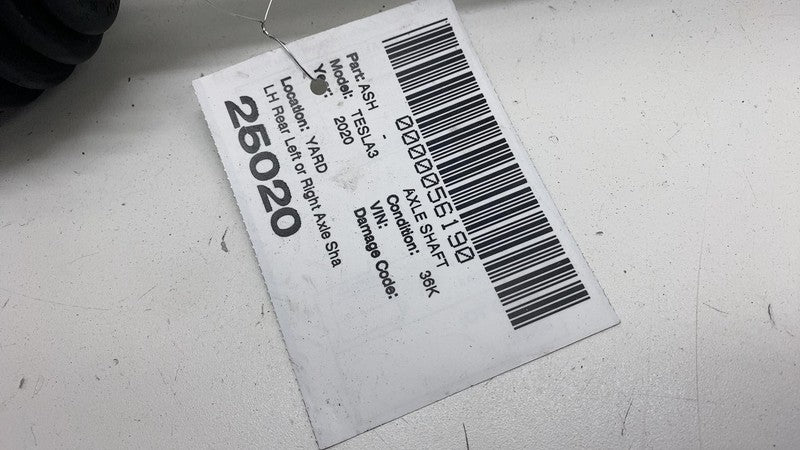 0000056190
Part: ASH - AXLE SHAFT
Model: TESLA3 Condition: 36K
Year: 2020 VIN:
Damage Code:
Location: YARD
LH Rear Left or Right Axle Sha
25020